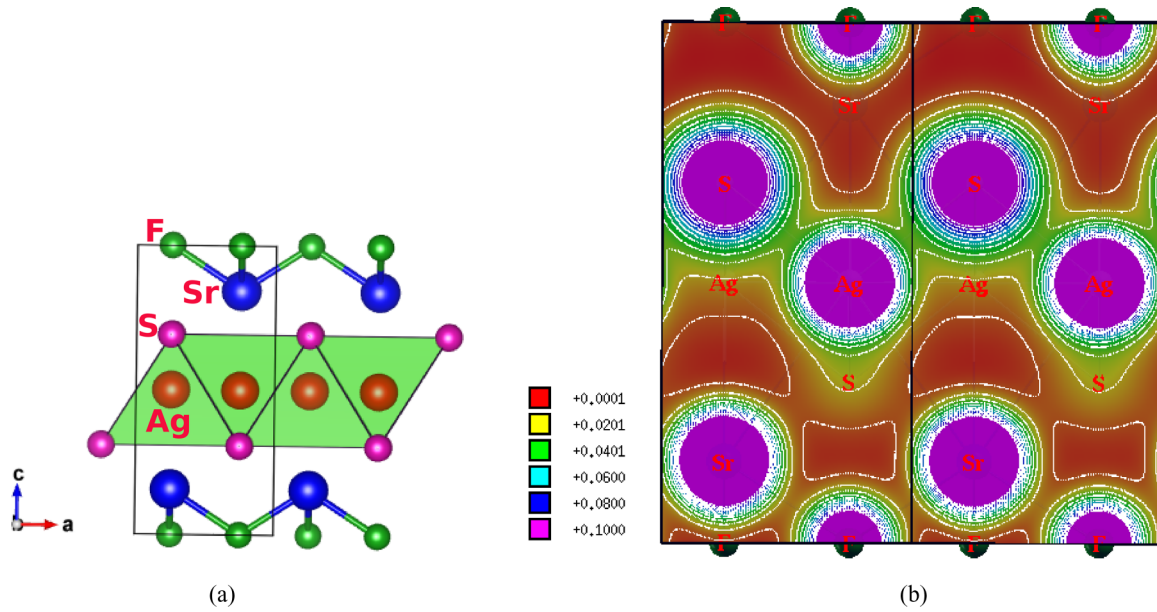 F
Sr
S
Ag
c
b
a
+0.0001
+0.0201
+0.0401
+0.0600
+0.0800
+0.1000
F F F F
Sr Sr
S S
Ag Ag Ag Ag
S S
Sr Sr
F F F F
(a)
(b)